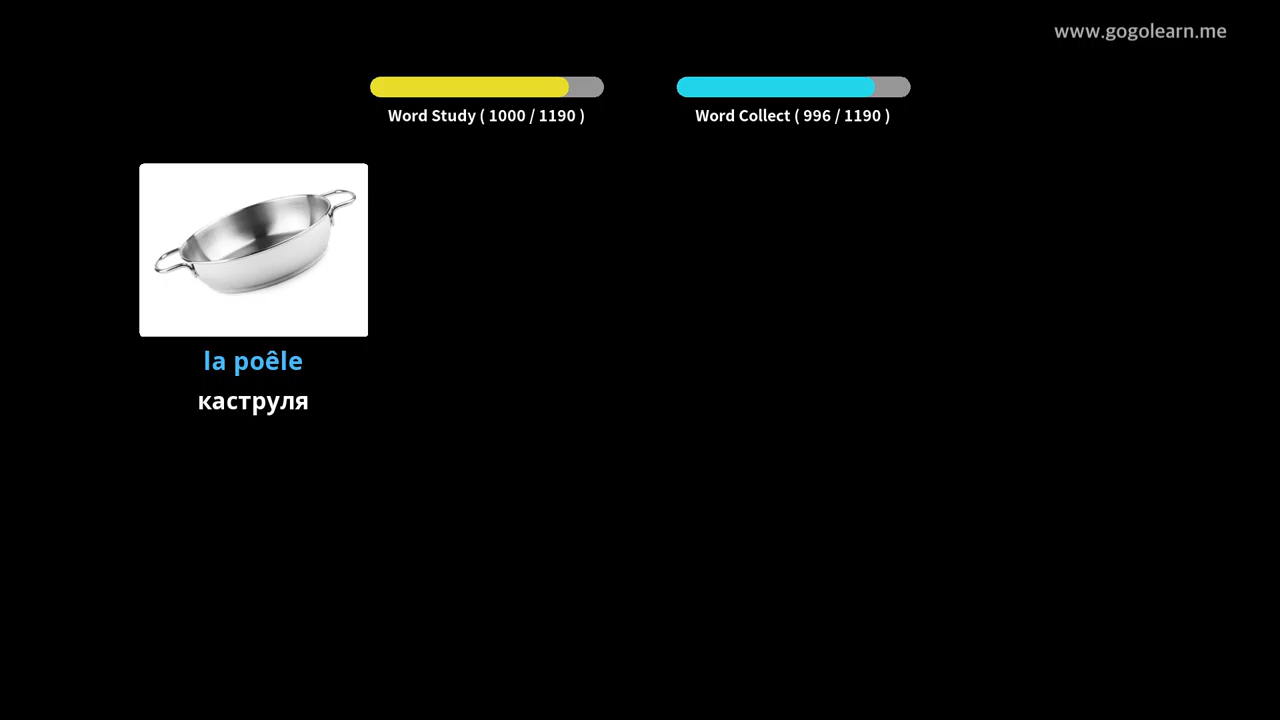 www.gogolearn.me
Word Study ( 1000 / 1190 )
Word Collect ( 996 / 1190 )
la poêle
каструля